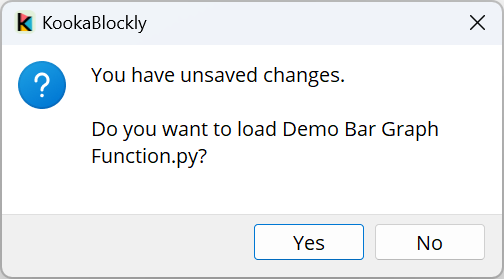 KookaBlockly
You have unsaved changes.
Do you want to load Demo Bar Graph
Function.py?
Yes
No